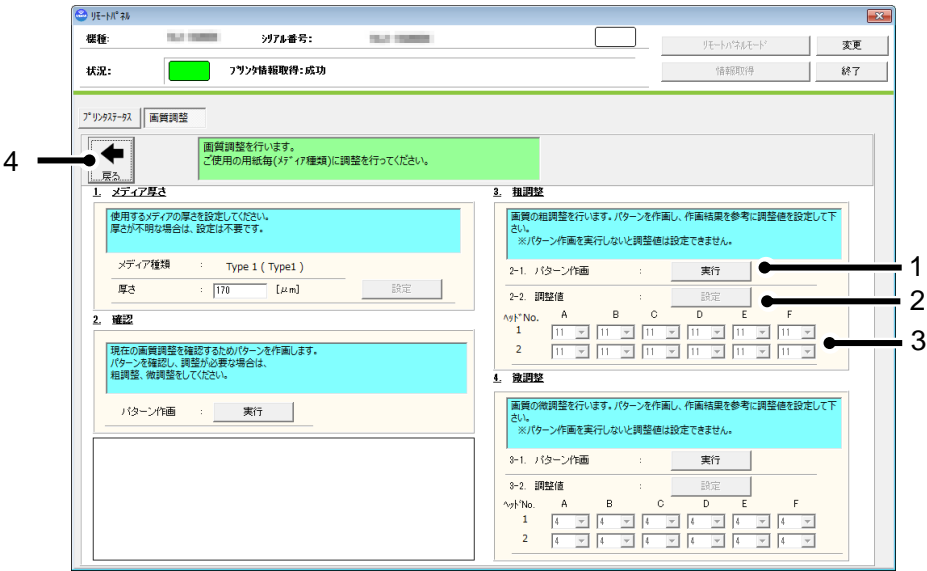 リモートパネル
機種:
シリアル番号:
リモートパネルモード
変更
状況:
プリンタ情報取得:成功
情報取得
終了
プリンタステータス
画質調整
戻る
画質調整を行います。
ご使用の用紙毎(メディア種類)に調整を行ってください。
4
1. メディア厚さ
使用するメディアの厚さを設定してください。
厚さが不明な場合は、設定は不要です。
メディア種類 : Type 1 ( Type1 )
厚さ : 170 [μm] 設定
2. 確認
現在の画質調整を確認するためパターンを作画します。
パターンを確認し、調整が必要な場合は、
粗調整、微調整をしてください。
パターン作画 : 実行
3. 粗調整
画質の粗調整を行います。パターンを作画し、作画結果を参考に調整値を設定して下
さい。
※パターン作画を実行しないと調整値は設定できません。
2-1. パターン作画 : 実行
1
2-2. 調整値 : 設定
2
ヘッドNo. A B C D E F
1 11 11 11 11 11 11
2 11 11 11 11 11 11
3
4. 微調整
画質の微調整を行います。パターンを作画し、作画結果を参考に調整値を設定して下
さい。
※パターン作画を実行しないと調整値は設定できません。
3-1. パターン作画 : 実行
3-2. 調整値 : 設定
ヘッドNo. A B C D E F
1 4 4 4 4 4 4
2 4 4 4 4 4 4